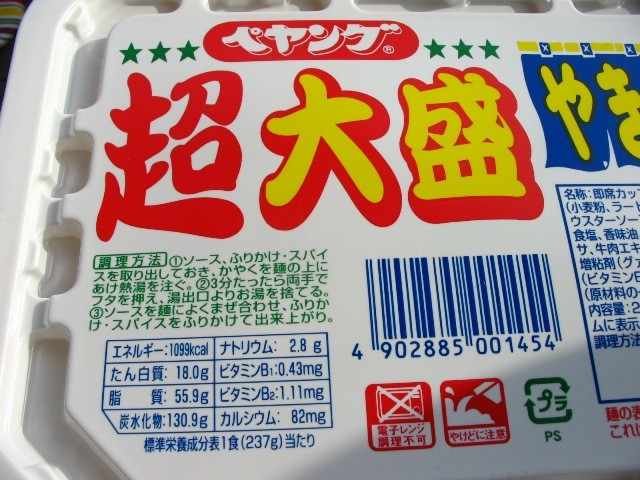 ペヤング®
超大盛
やき
調理方法 ①ソース、ふりかけ・スパイ
スを取り出しておき、かやくを麺の上に
あけ熱湯を注ぐ。②3分たったら両手で
フタを押え、湯出口よりお湯を捨てる。
③ソースを麺によくまぜ合わせ、ふりか
け・スパイスをふりかけて出来上がり。
エネルギー:1099kcal ナトリウム: 2.8g
たん白質: 18.0g ビタミンB1:0.43mg
脂質: 55.9g ビタミンB2:1.11mg
炭水化物:130.9g カルシウム: 82mg
標準栄養成分表1食(237g)当たり
4 902885 001454
電子レンジ
調理不可
やけどに注意
プラ
PS
名称:即席カッ
(小麦粉、ラード
ウスターソー
食塩、香味油
サ、牛肉エキ
増粘剤(グァ
(ビタミンB
(原材料の一
内容量:2
ムに表示
調理方法
麺の表
これに